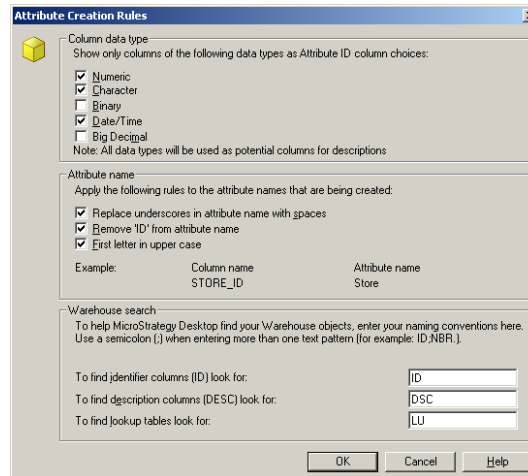 Attribute Creation Rules
Column data type
Show only columns of the following data types as Attribute ID column choices:
Numeric
Character
Binary
Date/Time
Big Decimal
Note: All data types will be used as potential columns for descriptions
Attribute name
Apply the following rules to the attribute names that are being created:
Replace underscores in attribute name with spaces
Remove 'ID' from attribute name
First letter in upper case
Example: Column name Attribute name
STORE_ID Store
Warehouse search
To help MicroStrategy Desktop find your Warehouse objects, enter your naming conventions here.
Use a semicolon (;) when entering more than one text pattern (for example: ID;NBR.).
To find identifier columns (ID) look for: ID
To find description columns (DESC) look for: DSC
To find lookup tables look for: LU
OK Cancel Help